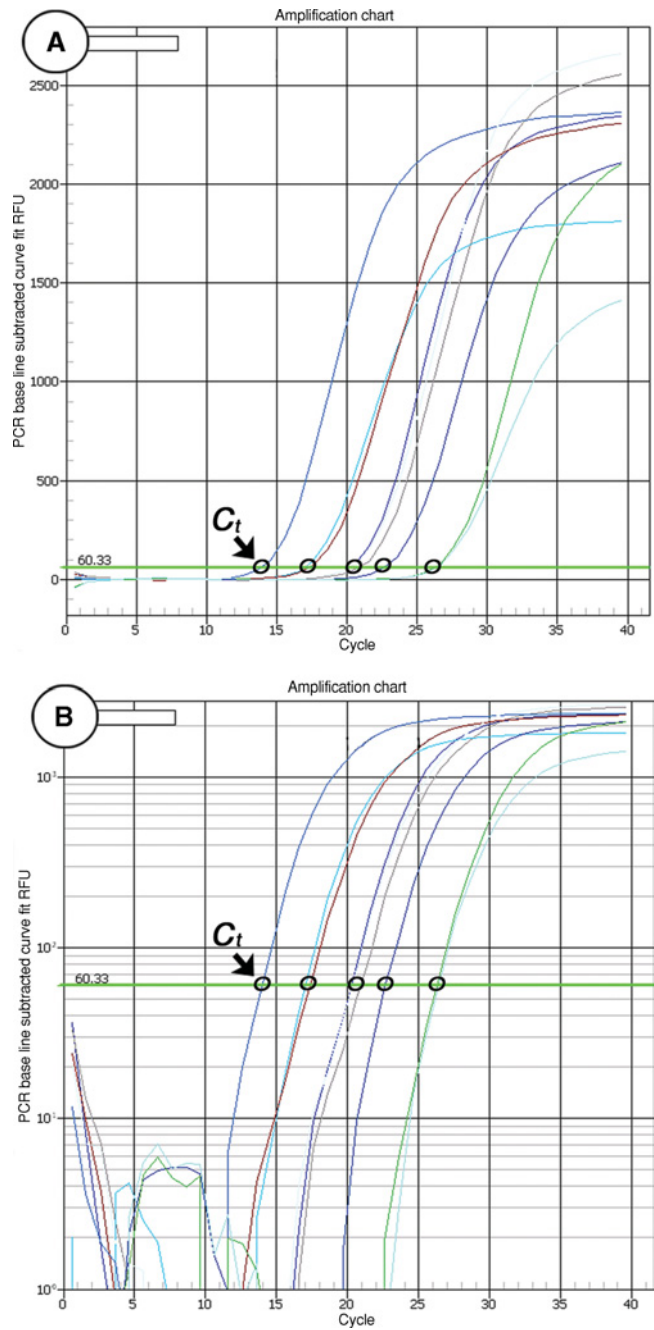 A
Amplification chart
PCR base line subtracted curve fit RFU
2500
2000
1500
1000
500
0
60.33
Ct
0 5 10 15 20 25 30 35 40
Cycle
B
Amplification chart
PCR base line subtracted curve fit RFU
10³
10²
10¹
10⁰
60.33
Ct
0 5 10 15 20 25 30 35 40
Cycle